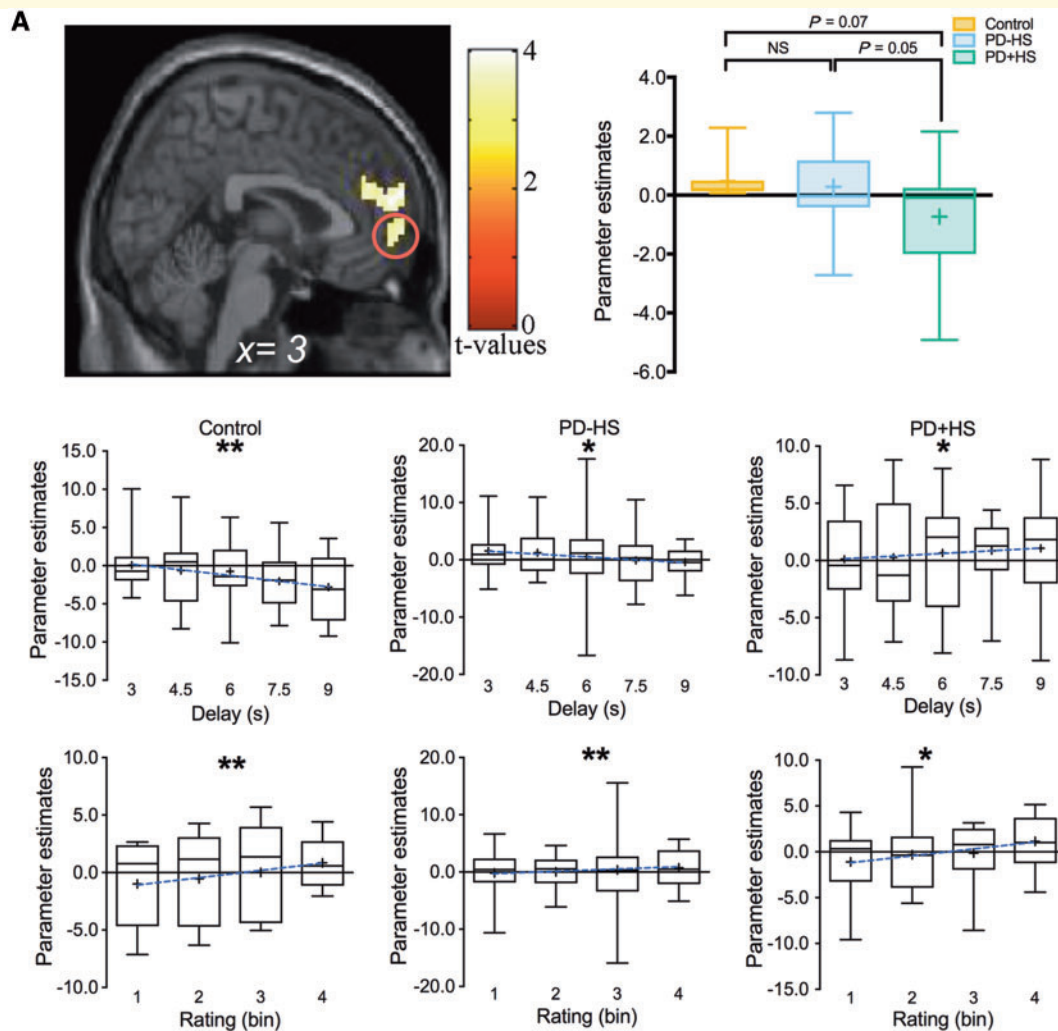 A
4
2
0
t-values
x= 3
P = 0.07
NS
P = 0.05
Control
PD-HS
PD+HS
Parameter estimates
4.0
2.0
0.0
-2.0
-4.0
-6.0
Control
**
Parameter estimates
15.0
10.0
5.0
0.0
-5.0
-10.0
-15.0
3 4.5 6 7.5 9
Delay (s)
PD-HS
*
Parameter estimates
20.0
10.0
0.0
-10.0
-20.0
3 4.5 6 7.5 9
Delay (s)
PD+HS
*
Parameter estimates
10.0
5.0
0.0
-5.0
-10.0
3 4.5 6 7.5 9
Delay (s)
**
Parameter estimates
10.0
5.0
0.0
-5.0
-10.0
1 2 3 4
Rating (bin)
**
Parameter estimates
20.0
10.0
0.0
-10.0
-20.0
1 2 3 4
Rating (bin)
*
Parameter estimates
10.0
5.0
0.0
-5.0
-10.0
-15.0
1 2 3 4
Rating (bin)